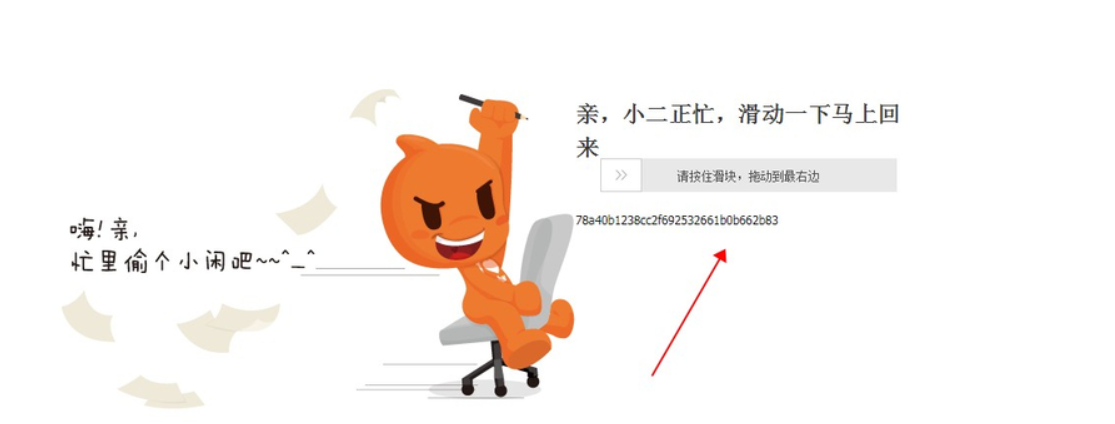 亲，小二正忙，滑动一下马上回
来
>> 请按住滑块，拖动到最右边
78a40b1238cc2f692532661b0b662b83
嗨!亲,
忙里偷个小闲吧~~^_^